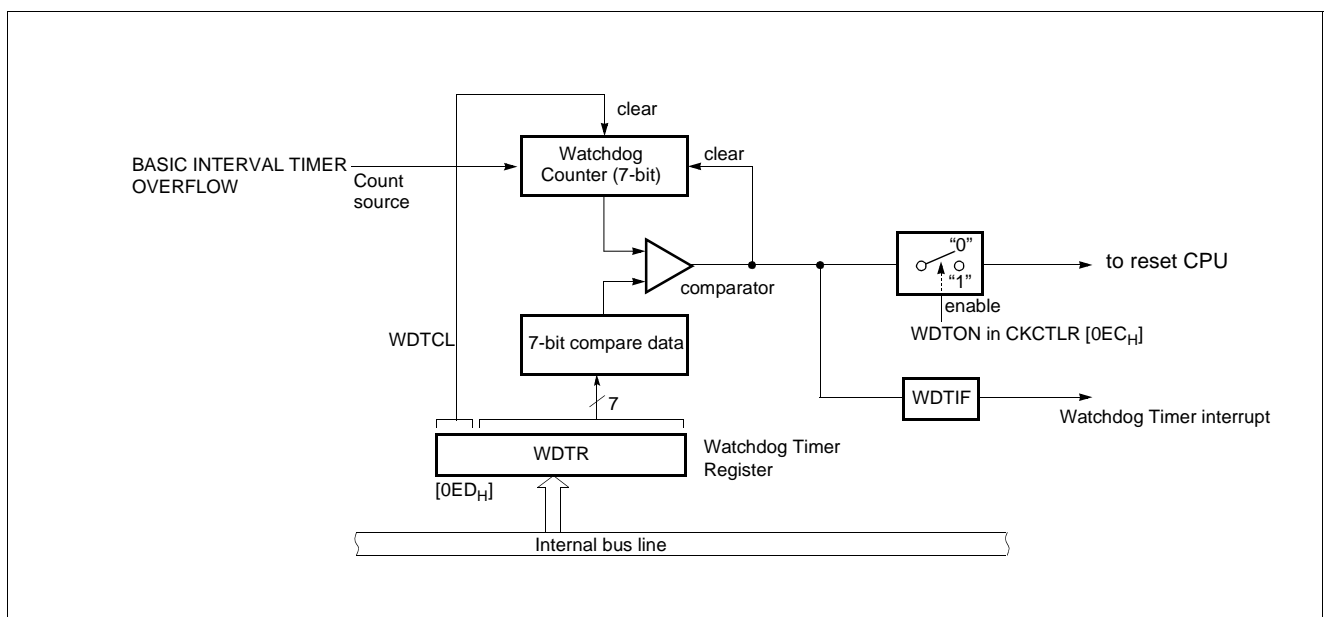 clear
BASIC INTERVAL TIMER
OVERFLOW
Count
source
Watchdog
Counter (7-bit)
clear
comparator
“0”
“1”
enable
to reset CPU
WDTON in CKCTLR [0ECH]
WDTCL
7-bit compare data
7
WDTIF
Watchdog Timer interrupt
WDTR
Watchdog Timer
Register
[0EDH]
Internal bus line